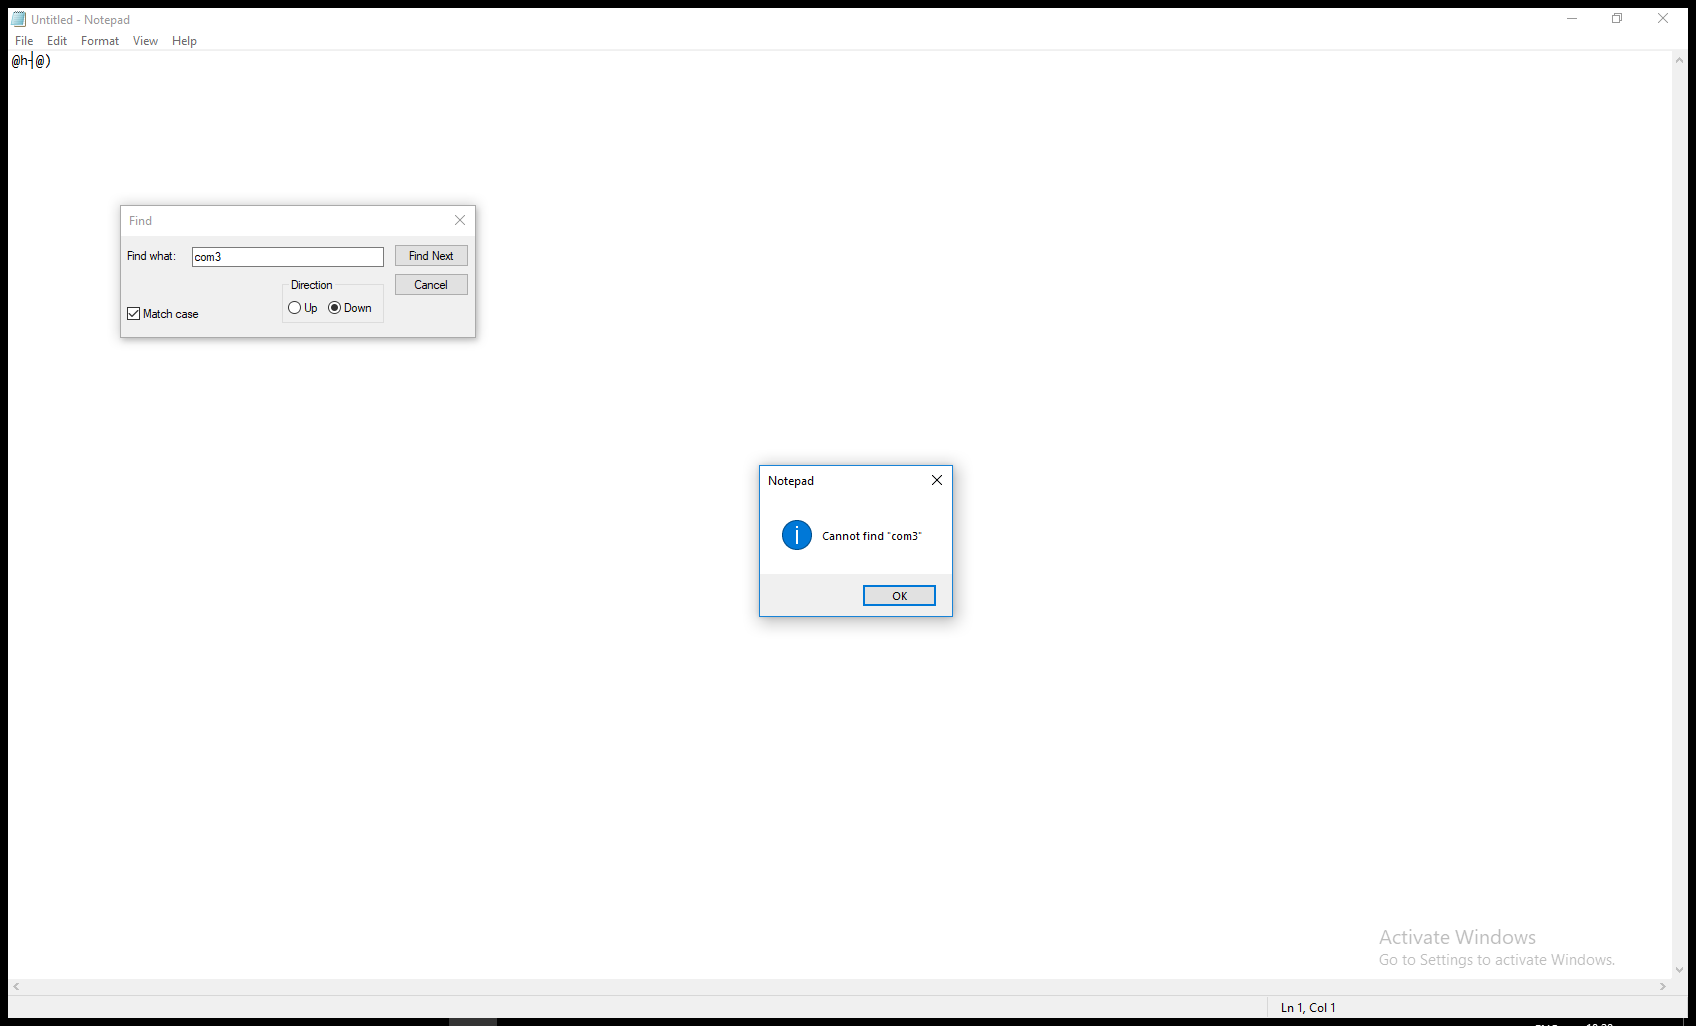 Untitled - Notepad
File Edit Format View Help
@h-@)
Find
Find what: com3 Find Next
Direction Cancel
Up Down
Match case
Notepad
Cannot find "com3"
OK
Activate Windows
Go to Settings to activate Windows.
Ln 1, Col 1